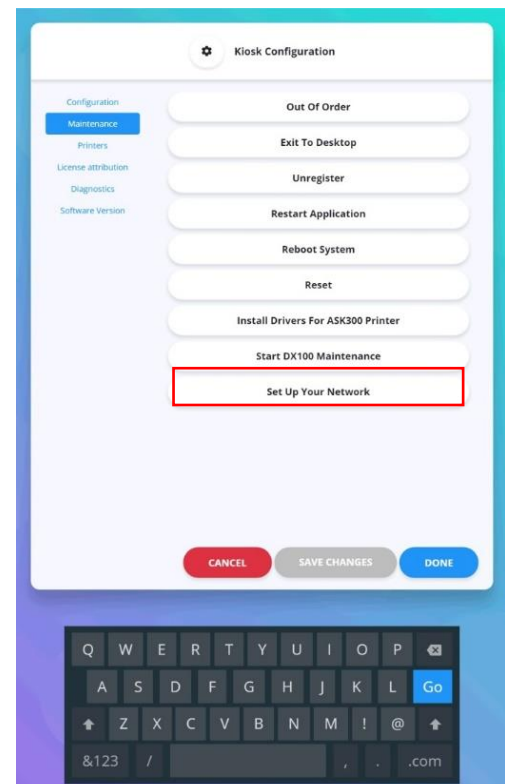 Kiosk Configuration
Configuration
Maintenance
Printers
License attribution
Diagnostics
Software Version
Out Of Order
Exit To Desktop
Unregister
Restart Application
Reboot System
Reset
Install Drivers For ASK300 Printer
Start DX100 Maintenance
Set Up Your Network
CANCEL SAVE CHANGES DONE
Q W E R T Y U I O P
A S D F G H J K L Go
Z X C V B N M ! @
&123 / , . .com